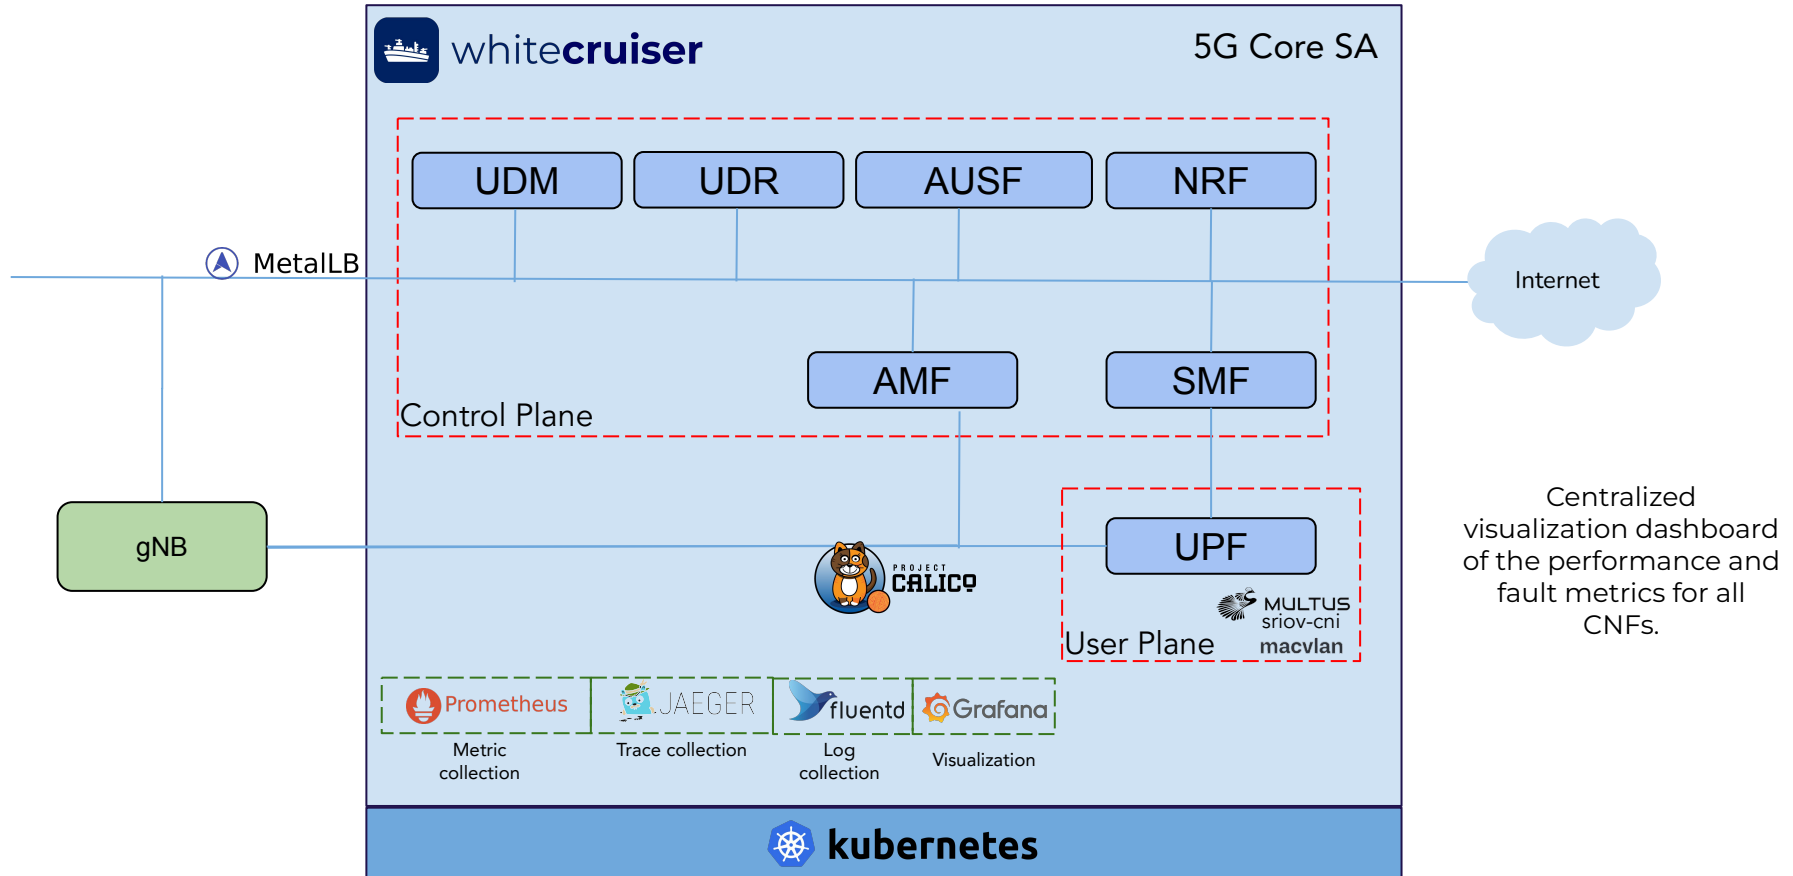 whitecruiser
5G Core SA
UDM
UDR
AUSF
NRF
MetalLB
Internet
AMF
SMF
Control Plane
gNB
UPF
PROJECT
CALICO
MULTUS
sriov-cni
macvlan
User Plane
Centralized
visualization dashboard
of the performance and
fault metrics for all
CNFs.
Prometheus
JAEGER
fluentd
Grafana
Metric
collection
Trace collection
Log
collection
Visualization
kubernetes